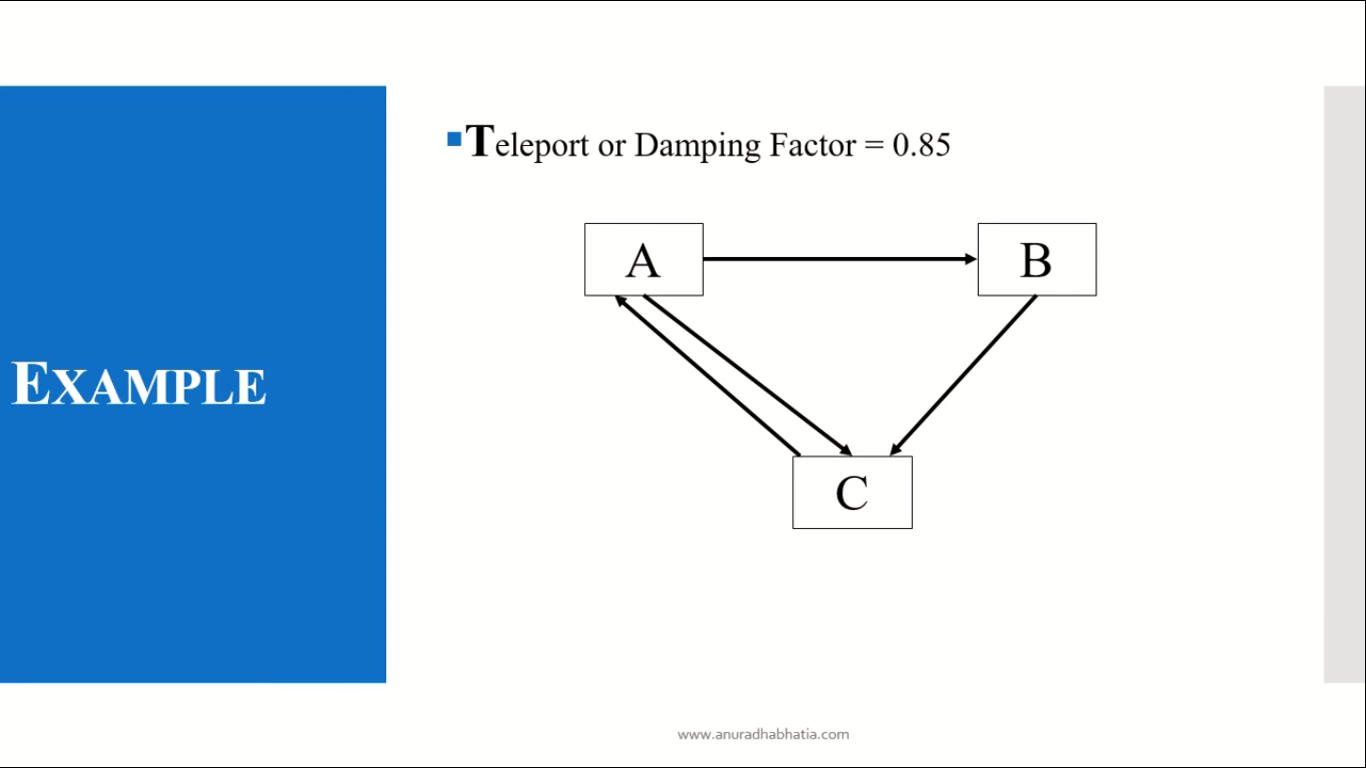 Teleport or Damping Factor = 0.85
A
B
EXAMPLE
C
www.anuradhabhatia.com